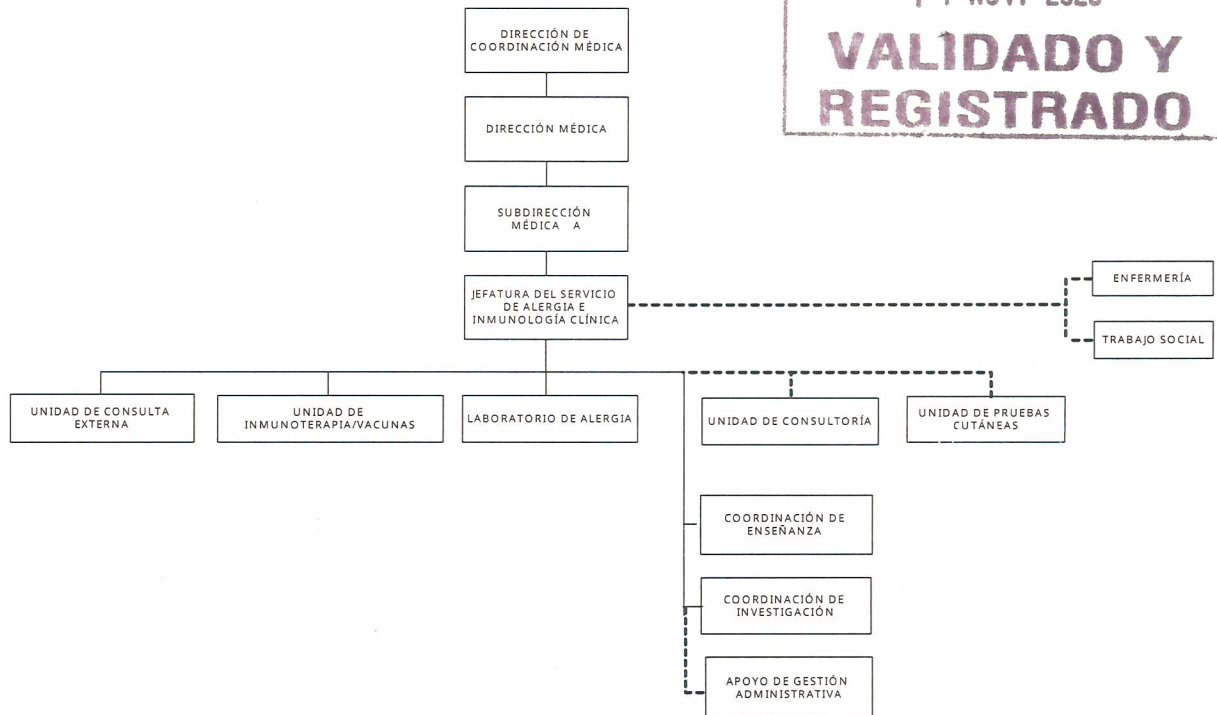 NOV.
VALIDADO Y
REGISTRADO
DIRECCIÓN DE
COORDINACIÓN MÉDICA
DIRECCIÓN MÉDICA
SUBDIRECCIÓN
MÉDICA A
JEFATURA DEL SERVICIO
DE ALERGIA E
INMUNOLOGÍA CLÍNICA
ENFERMERÍA
TRABAJO SOCIAL
UNIDAD DE CONSULTA
EXTERNA
UNIDAD DE
INMUNOTERAPIA/VACUNAS
LABORATORIO DE ALERGIA
UNIDAD DE CONSULTORÍA
UNIDAD DE PRUEBAS
CUTÁNEAS
COORDINACIÓN DE
ENSEÑANZA
COORDINACIÓN DE
INVESTIGACIÓN
APOYO DE GESTIÓN
ADMINISTRATIVA